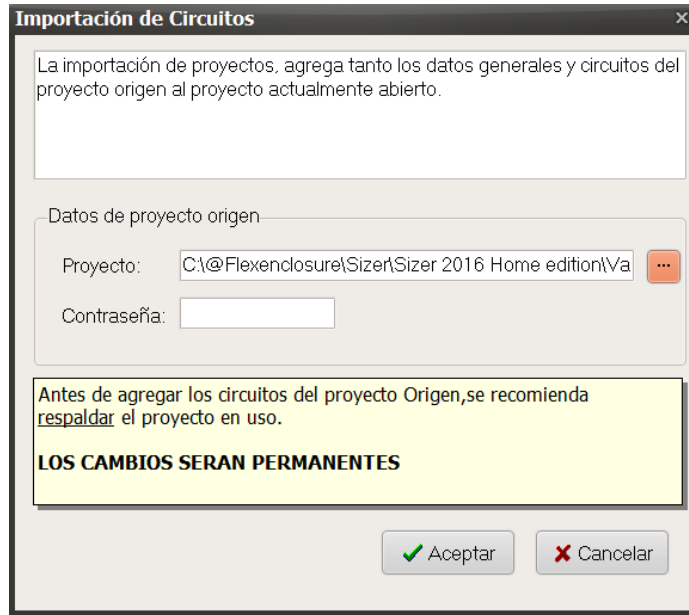 Importación de Circuitos
La importación de proyectos, agrega tanto los datos generales y circuitos del
proyecto origen al proyecto actualmente abierto.
Datos de proyecto origen
Proyecto: C:\@Flexenclosure\Sizer\Sizer 2016 Home edition\Va ...
Contraseña:
Antes de agregar los circuitos del proyecto Origen,se recomienda
respaldar el proyecto en uso.
LOS CAMBIOS SERAN PERMANENTES
Aceptar Cancelar